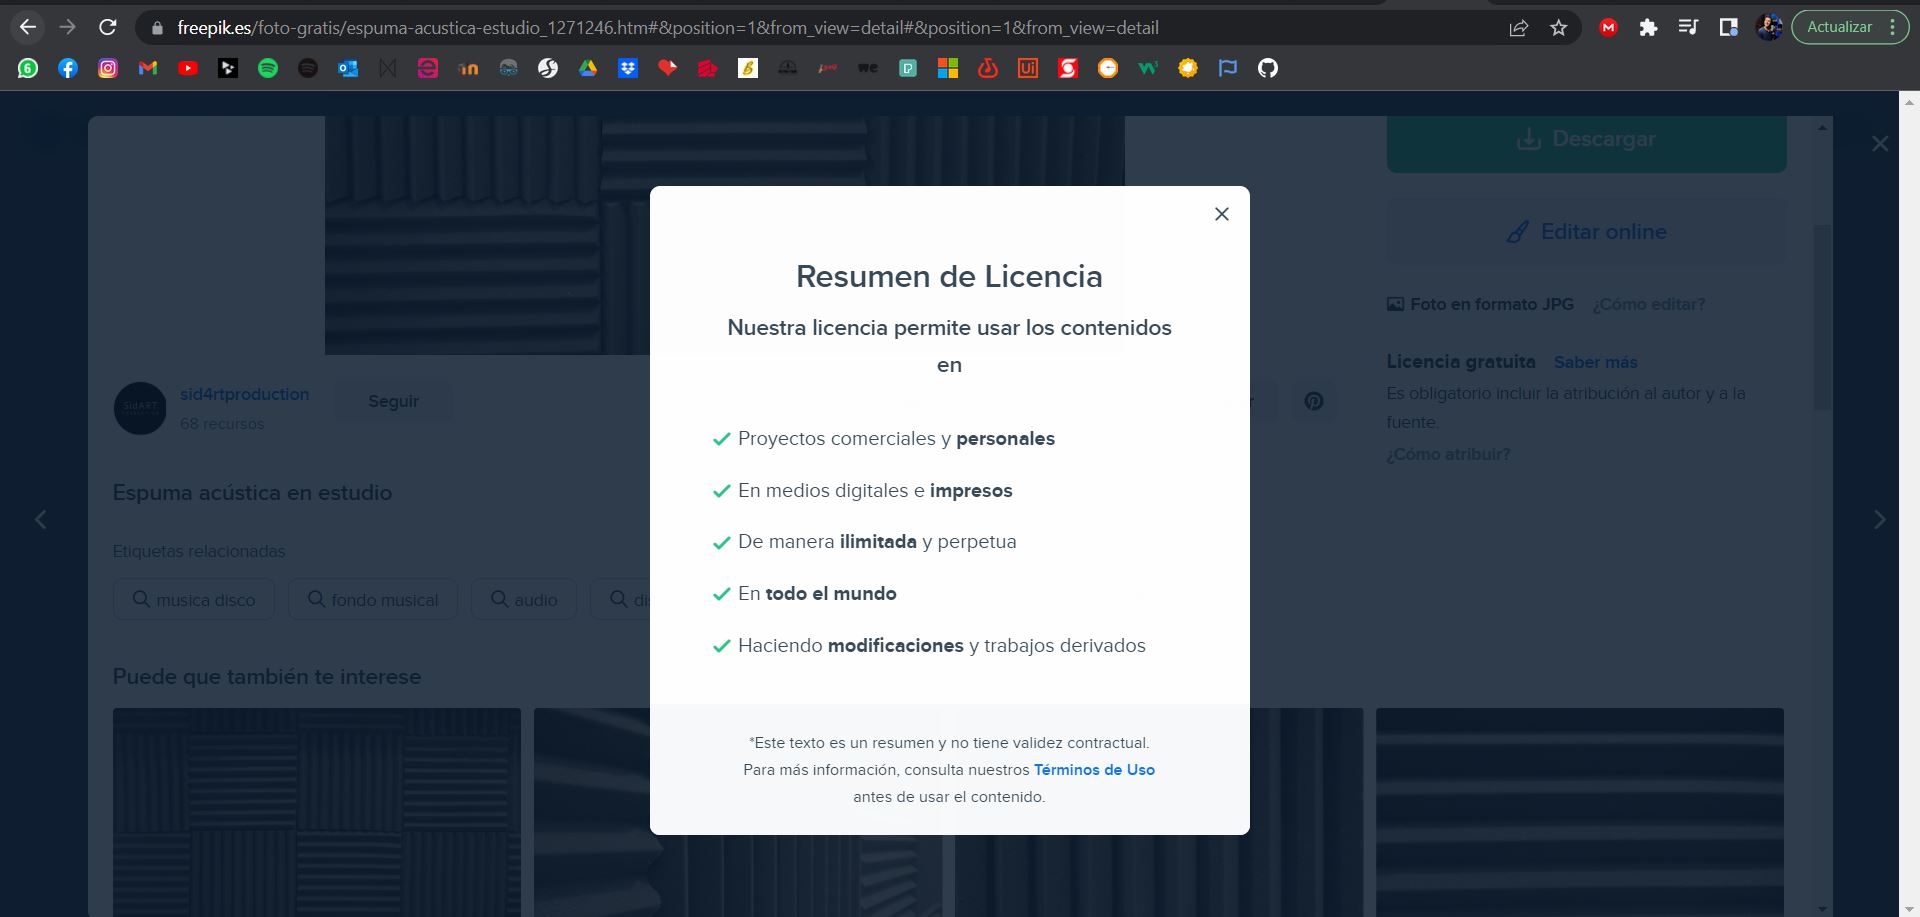 freepik.es/foto-gratis/espuma-acustica-estudio_1271246.htm#&position=1&from_view=detail#&position=1&from_view=detail
Actualizar
Descargar
Editar online
Foto en formato JPG ¿Cómo editar?
Licencia gratuita Saber más
Es obligatorio incluir la atribución al autor y a la
fuente.
¿Cómo atribuir?
Resumen de Licencia
Nuestra licencia permite usar los contenidos
en
Proyectos comerciales y personales
En medios digitales e impresos
De manera ilimitada y perpetua
En todo el mundo
Haciendo modificaciones y trabajos derivados
*Este texto es un resumen y no tiene validez contractual.
Para más información, consulta nuestros Términos de Uso
antes de usar el contenido.
SidART
sid4rtproduction
68 recursos
Seguir
Espuma acústica en estudio
Etiquetas relacionadas
musica disco
fondo musical
audio
Puede que también te interese